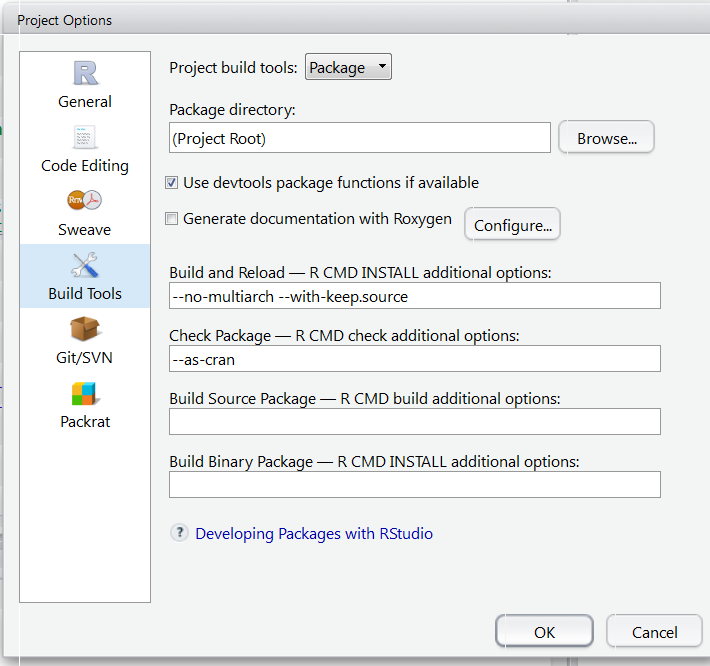 Project Options
General
Code Editing
Sweave
Build Tools
Git/SVN
Packrat
Project build tools: Package
Package directory:
(Project Root) Browse...
Use devtools package functions if available
Generate documentation with Roxygen Configure...
Build and Reload — R CMD INSTALL additional options:
--no-multiarch --with-keep.source
Check Package — R CMD check additional options:
--as-cran
Build Source Package — R CMD build additional options:
Build Binary Package — R CMD INSTALL additional options:
? Developing Packages with RStudio
OK Cancel